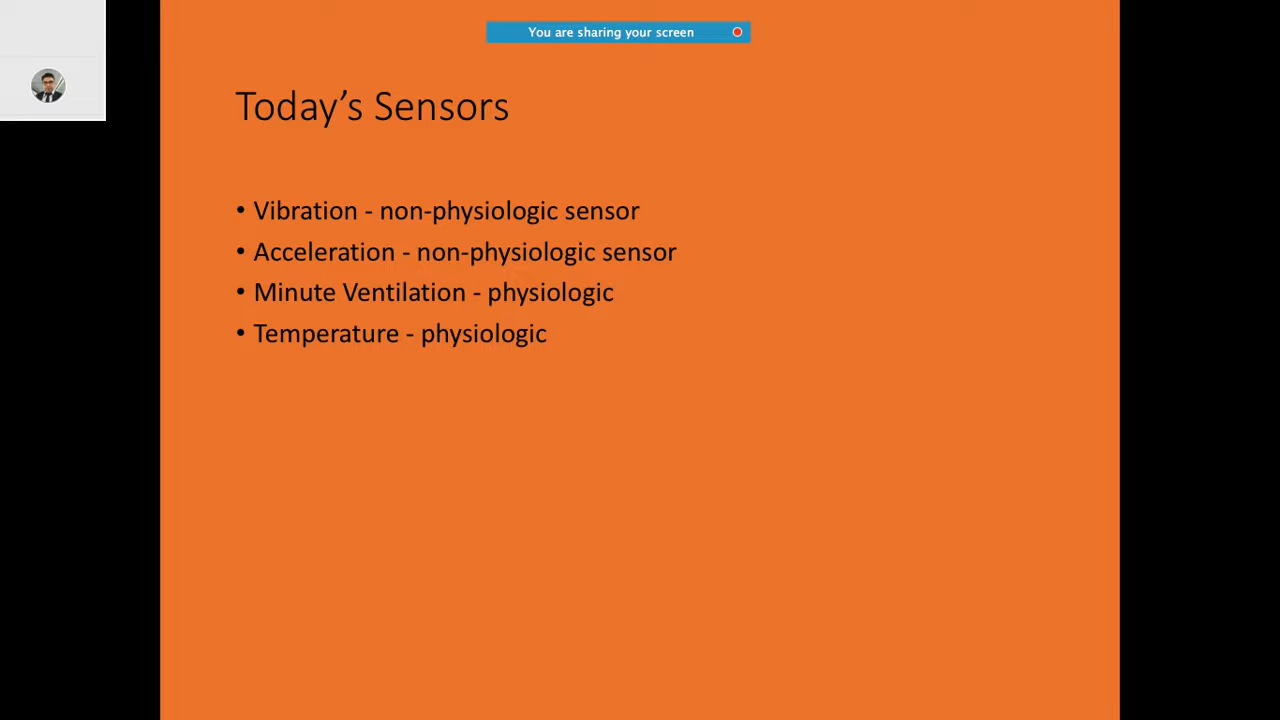 You are sharing your screen
Today’s Sensors
• Vibration - non-physiologic sensor
• Acceleration - non-physiologic sensor
• Minute Ventilation - physiologic
• Temperature - physiologic